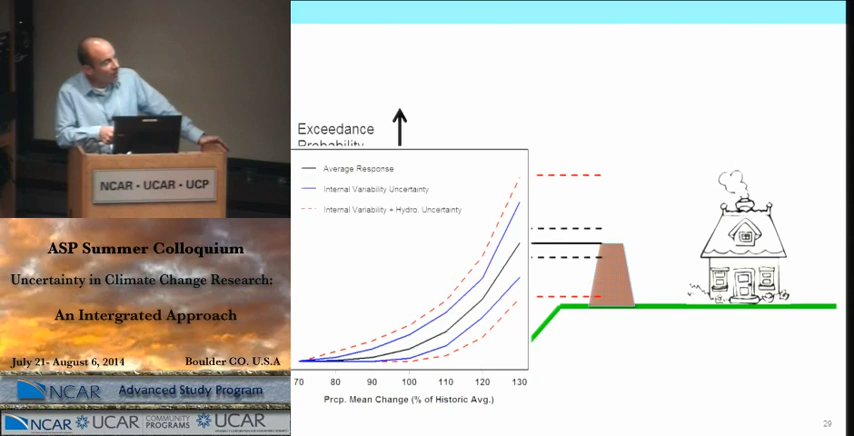 NCAR • UCAR • UCP
ASP Summer Colloquium
Uncertainty in Climate Change Research:
An Intergrated Approach
July 21- August 6, 2014 Boulder CO. U.S.A
NCAR Advanced Study Program
NCAR UCAR COMMUNITY PROGRAMS UCAR
Exceedance
Probability
Average Response
Internal Variability Uncertainty
Internal Variability + Hydro. Uncertainty
70 80 90 100 110 120 130
Prcp. Mean Change (% of Historic Avg.)
29